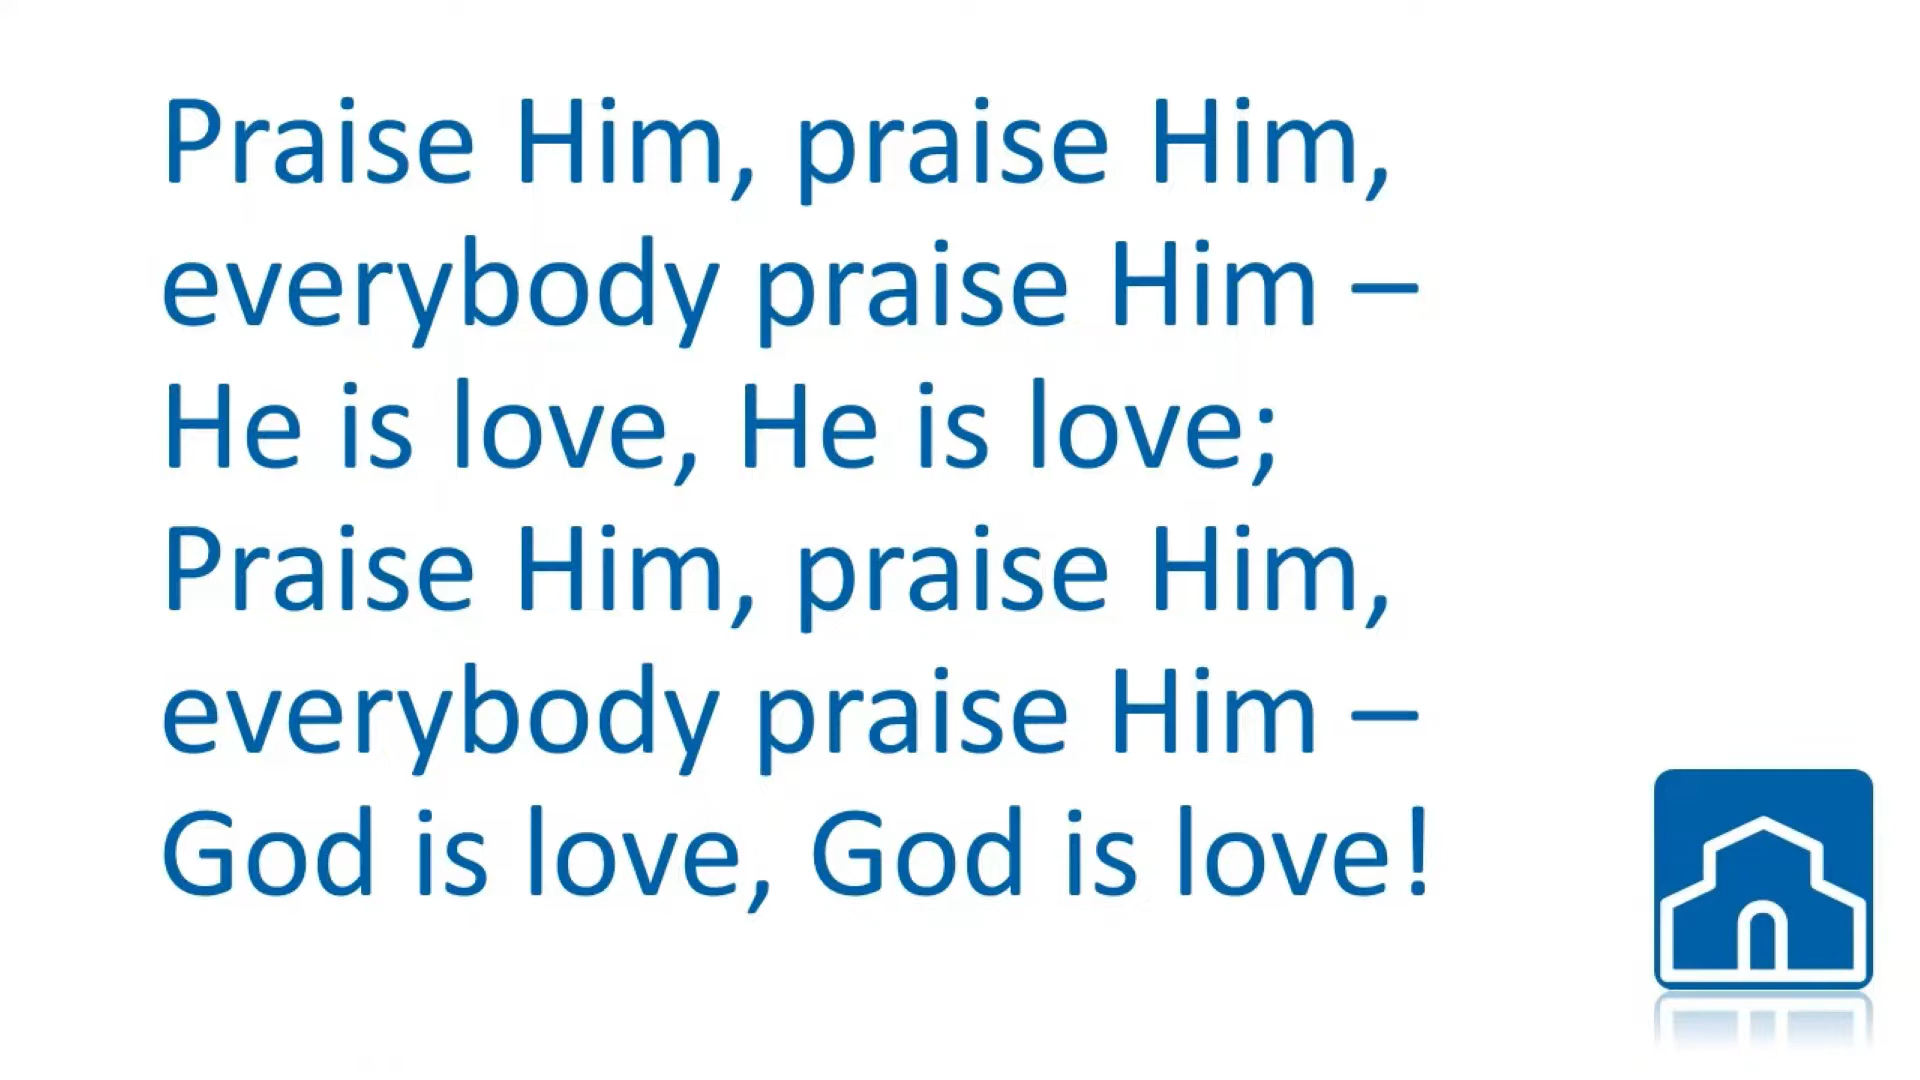 Praise Him, praise Him,
everybody praise Him –
He is love, He is love;
Praise Him, praise Him,
everybody praise Him –
God is love, God is love!